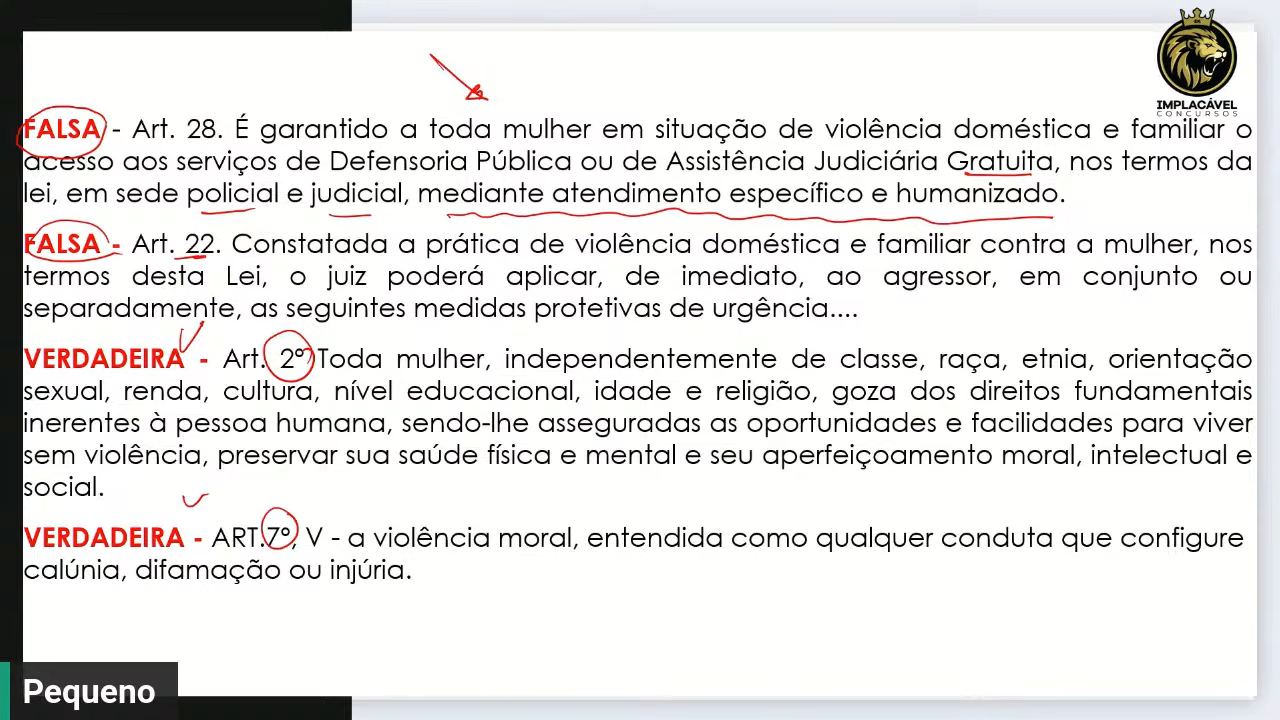 IMPLACÁVEL
CONCURSOS
FALSA - Art. 28. É garantido a toda mulher em situação de violência doméstica e familiar o
acesso aos serviços de Defensoria Pública ou de Assistência Judiciária Gratuita, nos termos da
lei, em sede policial e judicial, mediante atendimento específico e humanizado.
FALSA - Art. 22. Constatada a prática de violência doméstica e familiar contra a mulher, nos
termos desta Lei, o juiz poderá aplicar, de imediato, ao agressor, em conjunto ou
separadamente, as seguintes medidas protetivas de urgência....
VERDADEIRA - Art. 2º Toda mulher, independentemente de classe, raça, etnia, orientação
sexual, renda, cultura, nível educacional, idade e religião, goza dos direitos fundamentais
inerentes à pessoa humana, sendo-lhe asseguradas as oportunidades e facilidades para viver
sem violência, preservar sua saúde física e mental e seu aperfeiçoamento moral, intelectual e
social.
VERDADEIRA - ART.7º, V - a violência moral, entendida como qualquer conduta que configure
calúnia, difamação ou injúria.
Pequeno